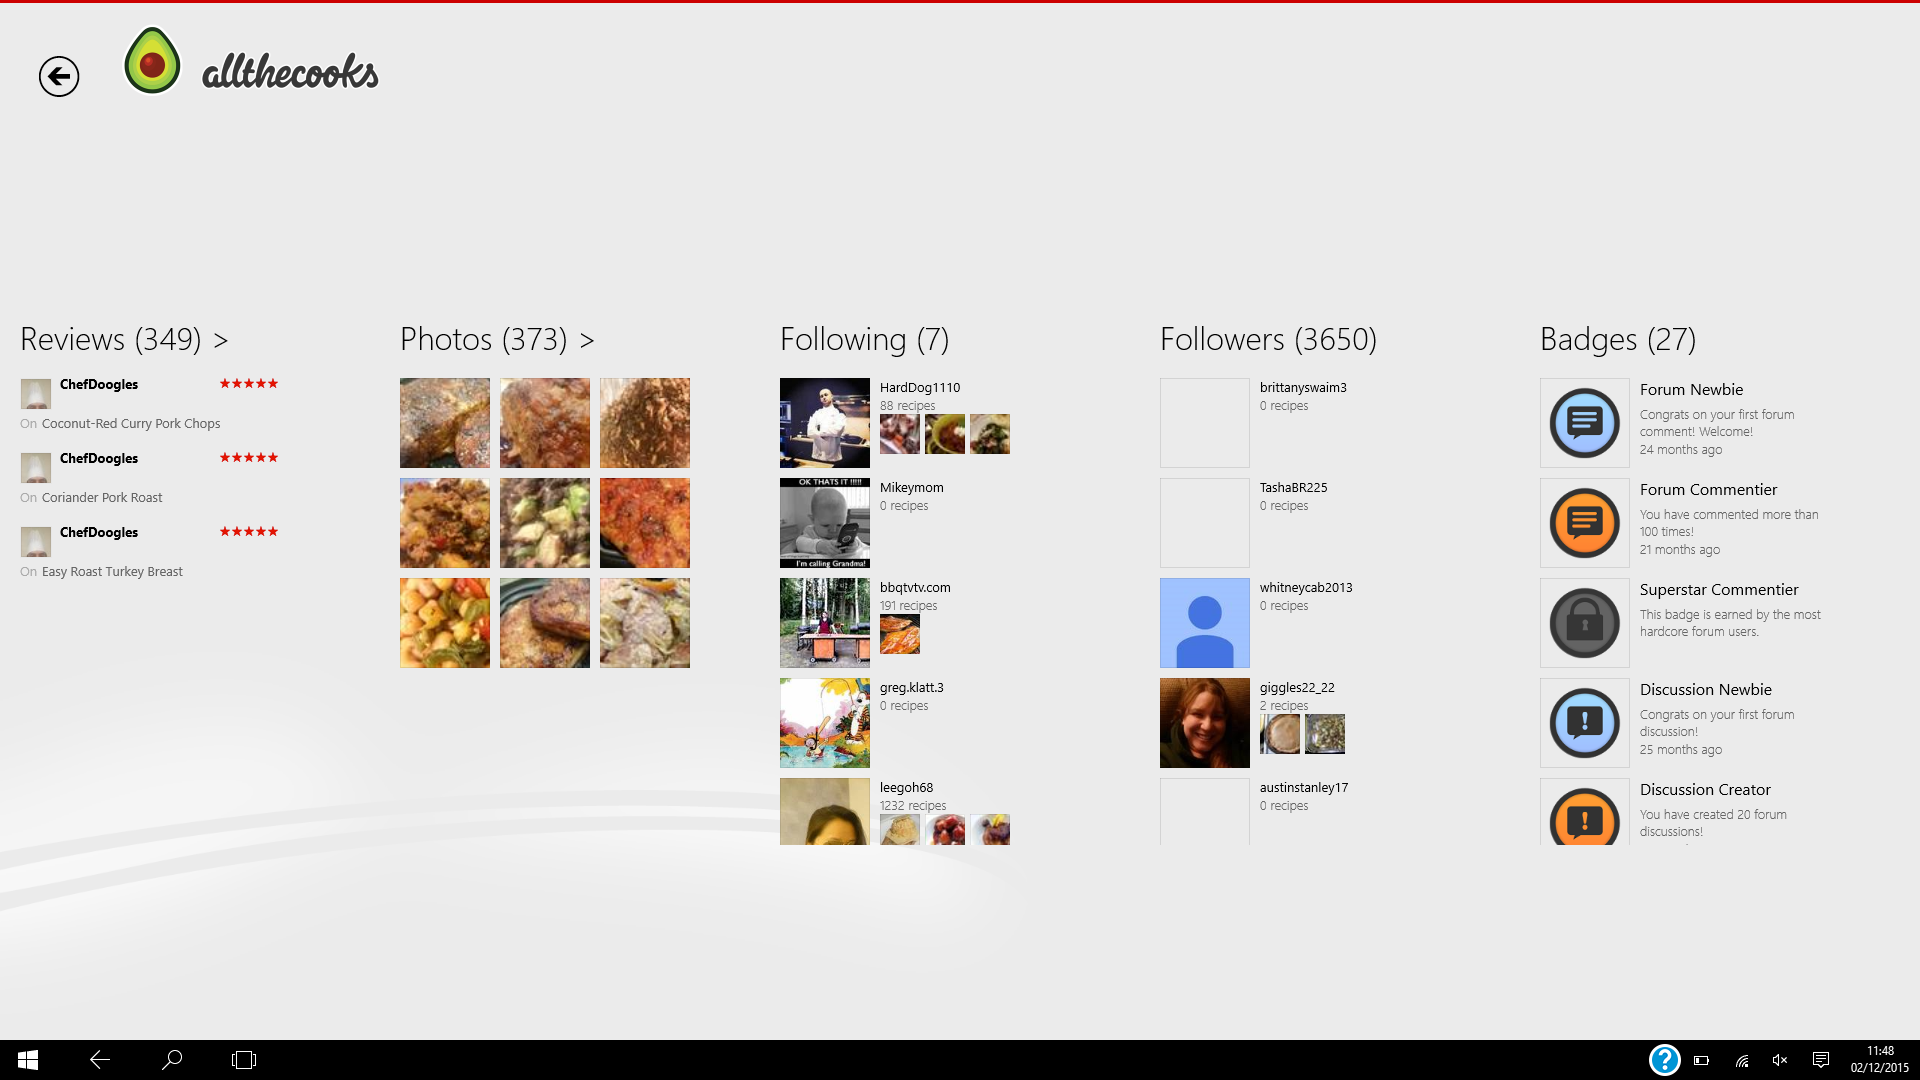 allthecooks
Reviews (349) >
ChefDoogles
On Coconut-Red Curry Pork Chops
ChefDoogles
On Coriander Pork Roast
ChefDoogles
On Easy Roast Turkey Breast
Photos (373) >
Following (7)
HardDog1110
88 recipes
OK THATS IT !!!!!
I'm calling Grandma!
Mikeymom
0 recipes
bbqtvtv.com
191 recipes
greg.klatt.3
0 recipes
leegoh68
1232 recipes
Followers (3650)
brittanyswaim3
0 recipes
TashaBR225
0 recipes
whitneycab2013
0 recipes
giggles22_22
2 recipes
austinstanley17
0 recipes
Badges (27)
Forum Newbie
Congrats on your first forum
comment! Welcome!
24 months ago
Forum Commentier
You have commented more than
100 times!
21 months ago
Superstar Commentier
This badge is earned by the most
hardcore forum users.
Discussion Newbie
Congrats on your first forum
discussion!
25 months ago
Discussion Creator
You have created 20 forum
discussions!
11:48
02/12/2015